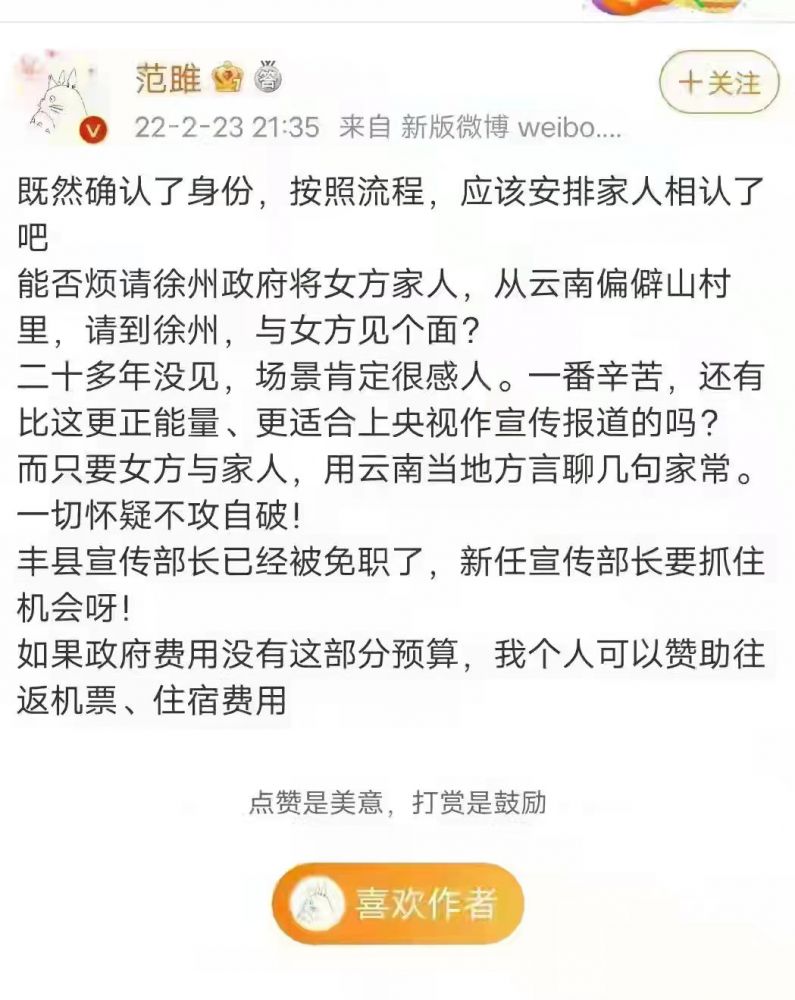 范雎
+关注
22-2-23 21:35 来自 新版微博 weibo....
既然确认了身份，按照流程，应该安排家人相认了
吧
能否烦请徐州政府将女方家人，从云南偏僻山村
里，请到徐州，与女方见个面？
二十多年没见，场景肯定很感人。一番辛苦，还有
比这更正能量、更适合上央视作宣传报道的吗？
而只要女方与家人，用云南当地方言聊几句家常。
一切怀疑不攻自破！
丰县宣传部长已经被免职了，新任宣传部长要抓住
机会呀！
如果政府费用没有这部分预算，我个人可以赞助往
返机票、住宿费用
点赞是美意，打赏是鼓励
喜欢作者